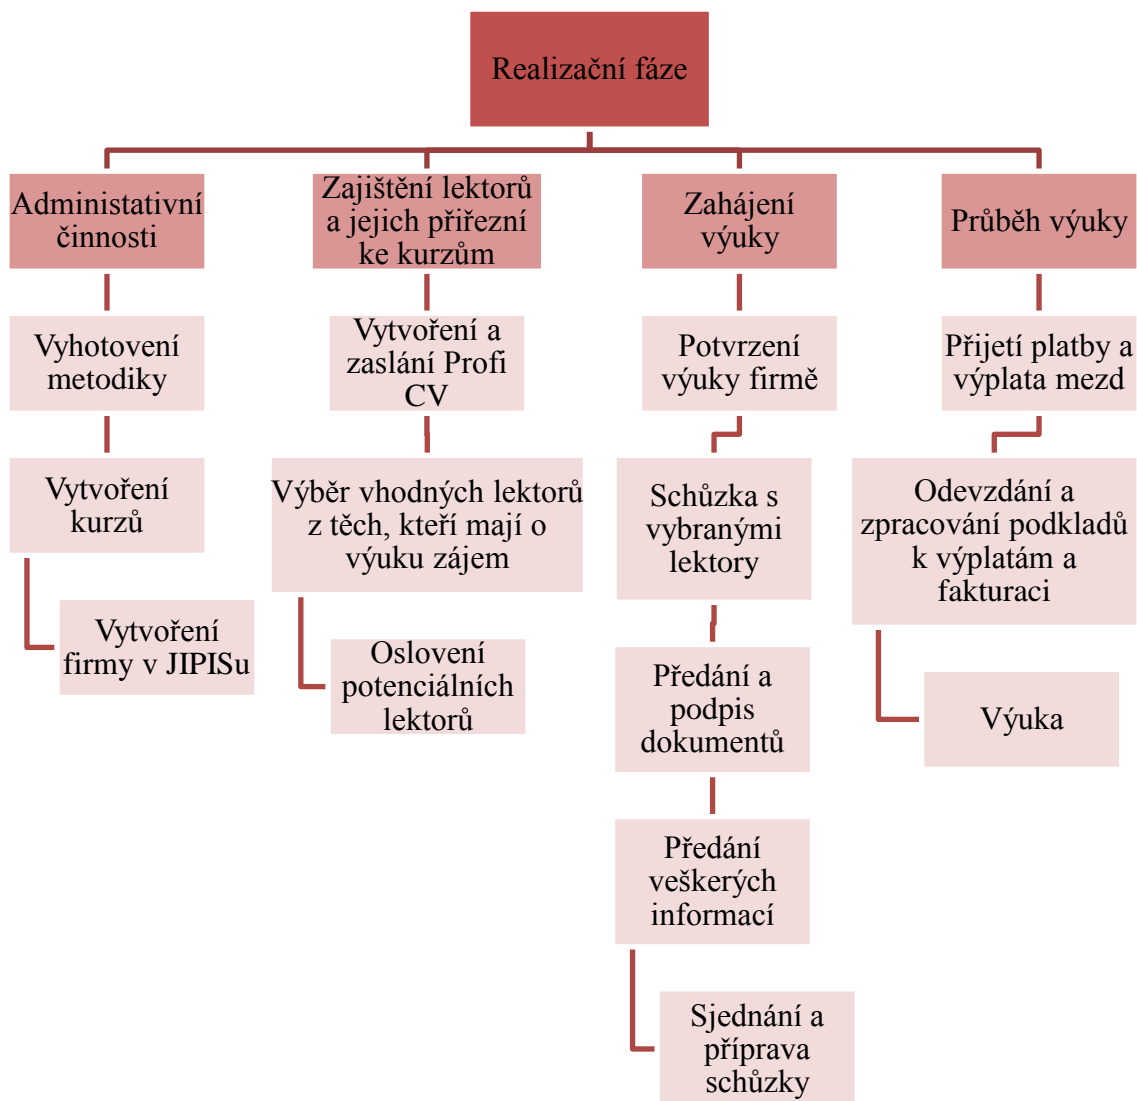 Realizační fáze
Administativní
činnosti
Vyhotovení
metodiky
Vytvoření
kurzů
Vytvoření
firmy v JIPISu
Zajištění lektorů
a jejich přiřezní
ke kurzům
Vytvoření a
zaslání Profi
CV
Výběr vhodných lektorů
z těch, kteří mají o
výuku zájem
Oslovení
potenciálních
lektorů
Zahájení
výuky
Potvrzení
výuky firmě
Schůzka s
vybranými
lektory
Předání a
podpis
dokumentů
Předání
veškerých
informací
Sjednání a
příprava
schůzky
Průběh výuky
Přijetí platby a
výplata mezd
Odevzdání a
zpracování podkladů
k výplatám a
fakturaci
Výuka